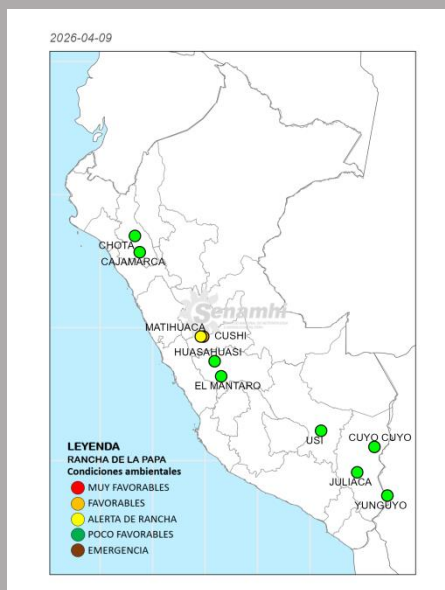 2026-04-09
CHOTA
CAJAMARCA
Senamhi
MATIHUACA
CUSHI
HUASAHUASI
EL MANTARO
USI
CUYO CUYO
JULIACA
YUNGUYO
LEYENDA
RANCHA DE LA PAPA
Condiciones ambientales
MUY FAVORABLES
FAVORABLES
ALERTA DE RANCHA
POCO FAVORABLES
EMERGENCIA